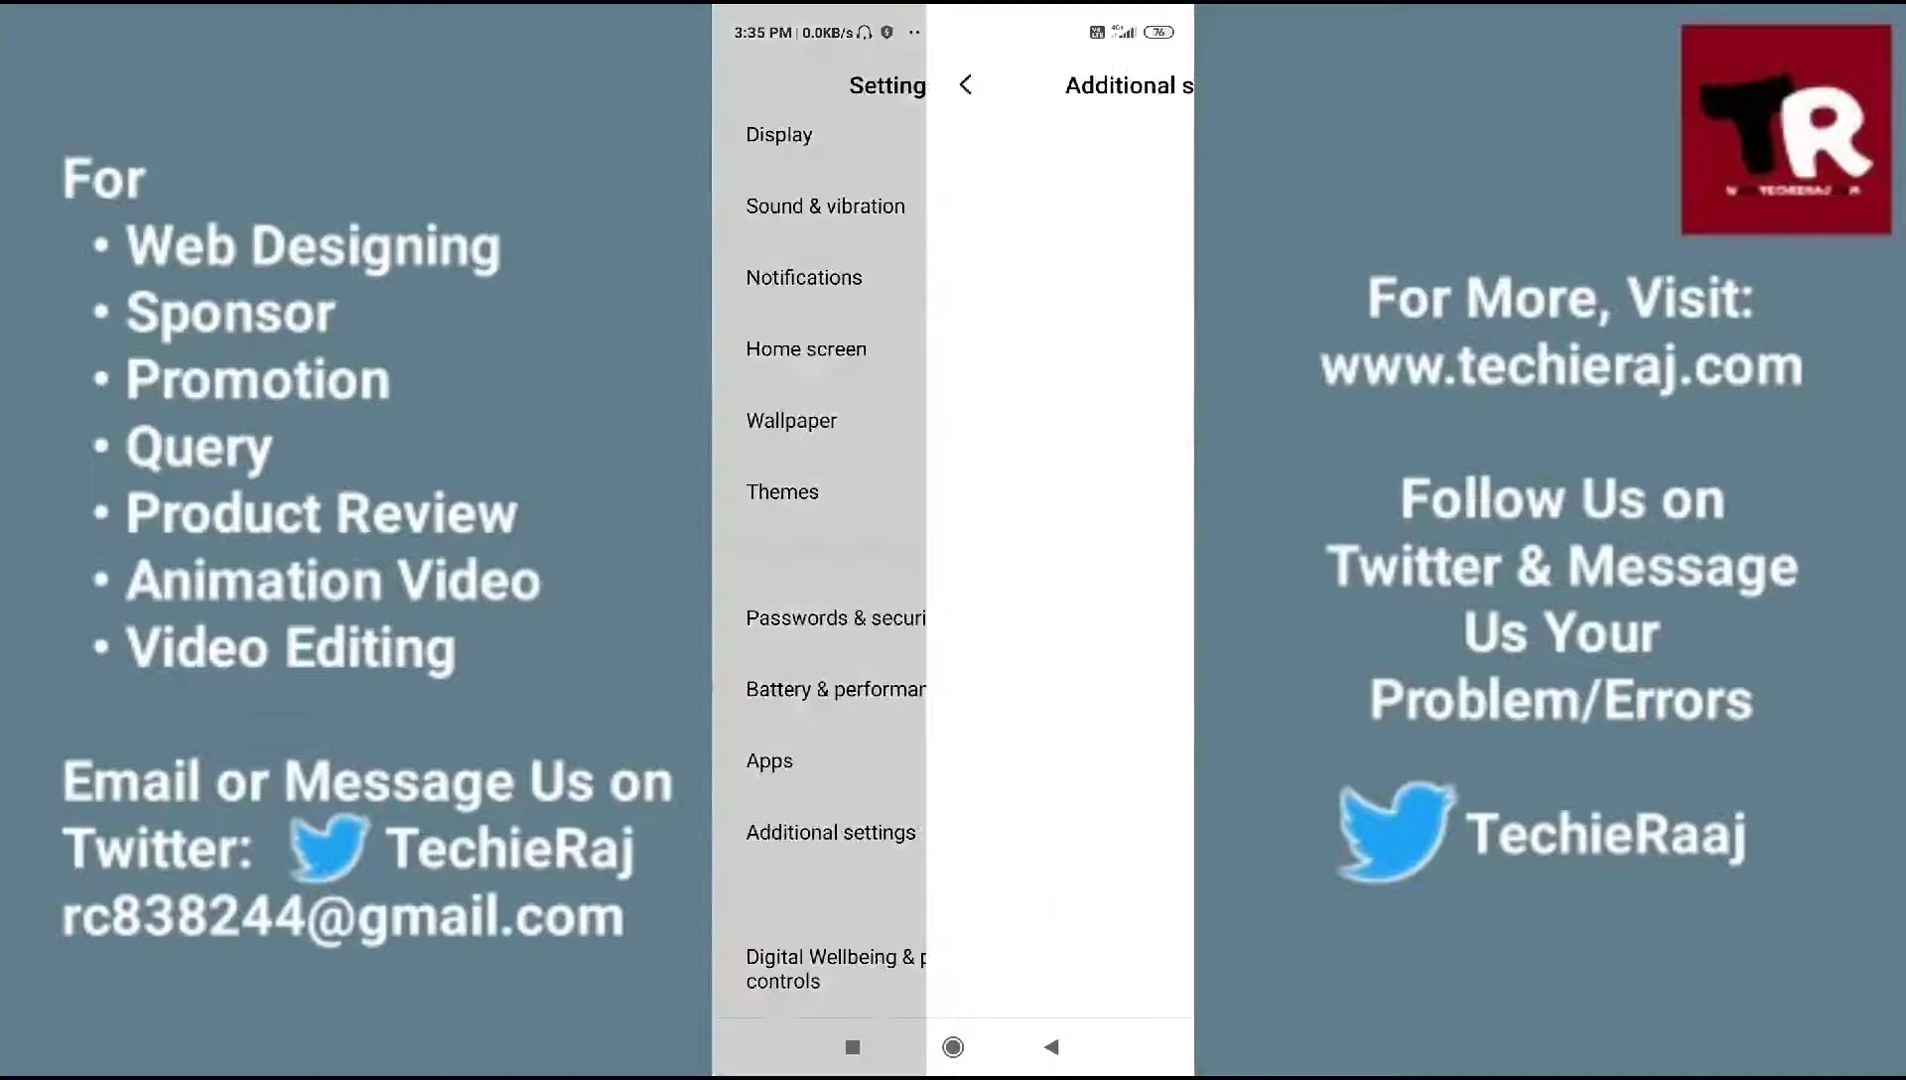 For
• Web Designing
• Sponsor
• Promotion
• Query
• Product Review
• Animation Video
• Video Editing
Email or Message Us on
Twitter: TechieRaj
rc838244@gmail.com
3:35 PM | 0.0KB/s
76
Setting
Display
Sound & vibration
Notifications
Home screen
Wallpaper
Themes
Passwords & securi
Battery & performan
Apps
Additional settings
Digital Wellbeing & p
controls
Additional s
TR
For More, Visit:
www.techieraj.com
Follow Us on
Twitter & Message
Us Your
Problem/Errors
TechieRaaj